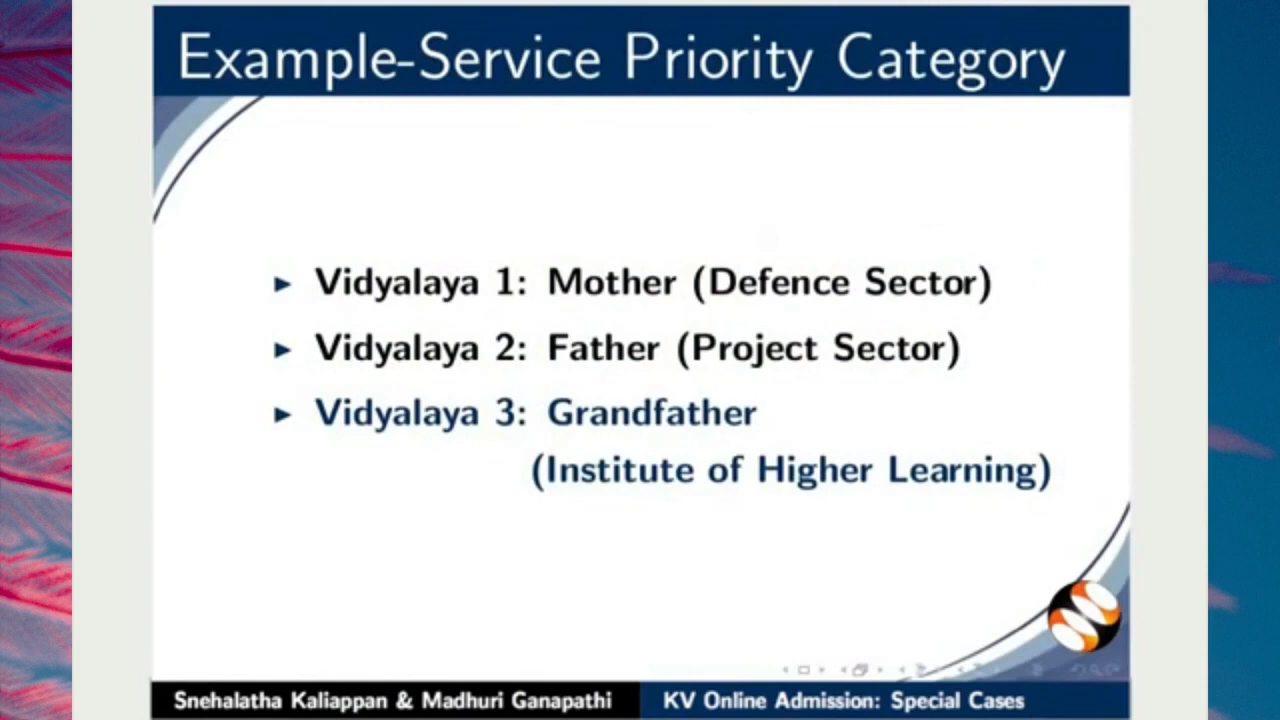 Example-Service Priority Category
Vidyalaya 1: Mother (Defence Sector)
Vidyalaya 2: Father (Project Sector)
Vidyalaya 3: Grandfather
(Institute of Higher Learning)
Snehalatha Kaliappan & Madhuri Ganapathi
KV Online Admission: Special Cases